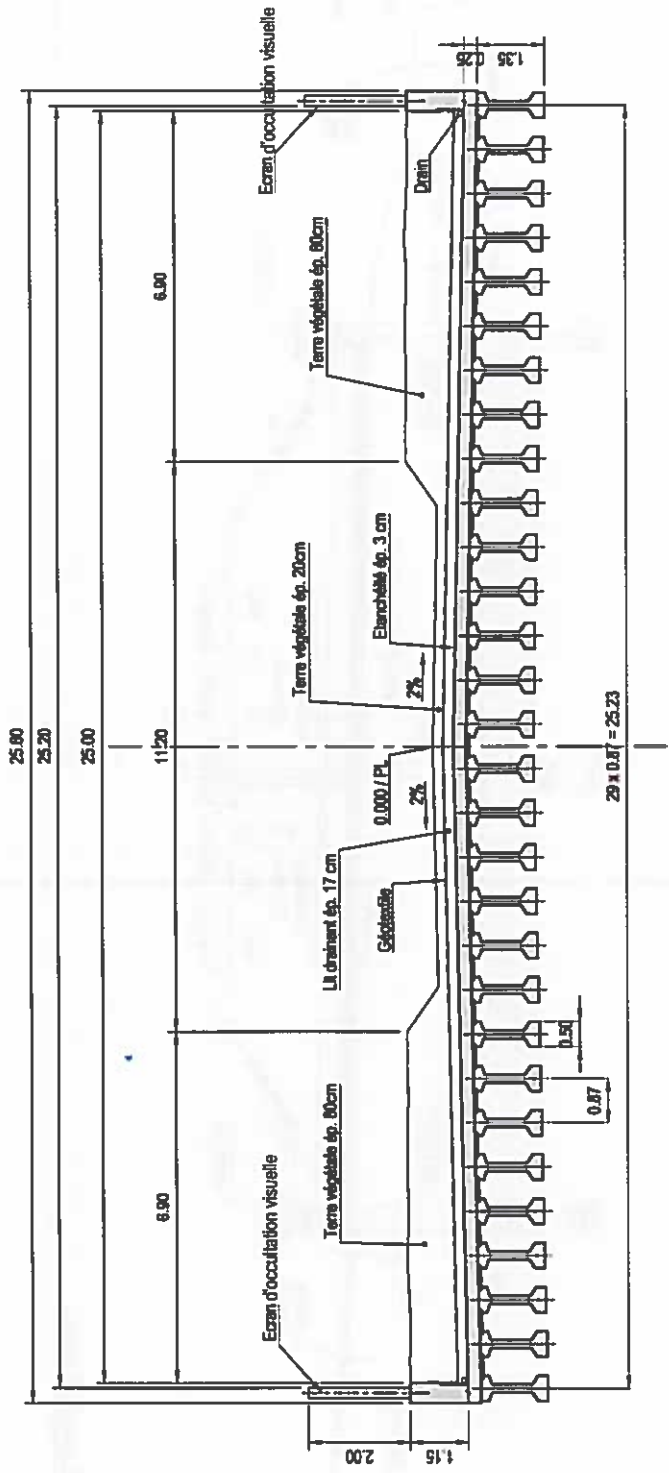 25.60
25.20
25.00
6.90
11.20
6.90
Ecran d'occultation visuelle
Terre végétale ép. 80cm
Lit drainant ép. 17 cm
Géotextile
0.000 / PL
2%
2%
Terre végétale ép. 20cm
Etanchéité ép. 3 cm
Terre végétale ép. 80cm
Drain
Ecran d'occultation visuelle
2.00
1.15
0.25
1.35
0.50
0.87
29 x 0.87 = 25.23